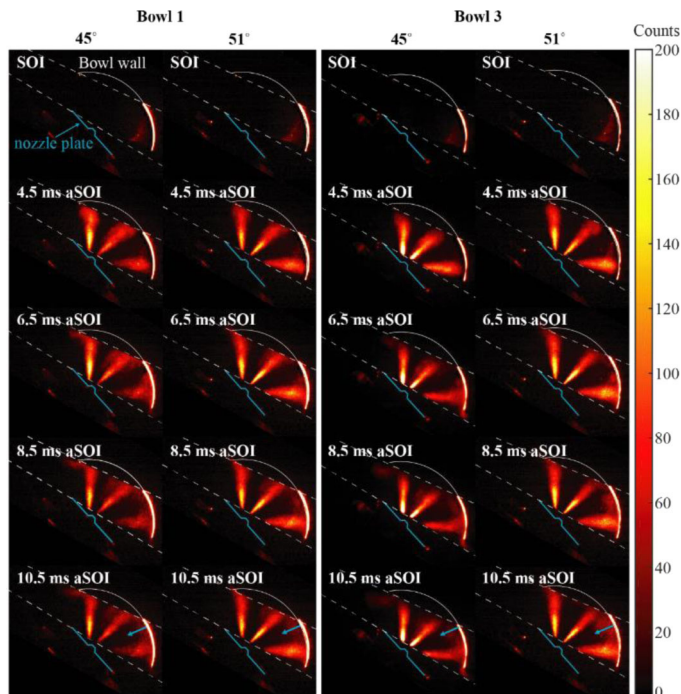 Bowl 1 Bowl 3
Counts
45° 51° 45° 51°
SOI Bowl wall SOI SOI SOI
nozzle plate
4.5 ms aSOI 4.5 ms aSOI 4.5 ms aSOI 4.5 ms aSOI
6.5 ms aSOI 6.5 ms aSOI 6.5 ms aSOI 6.5 ms aSOI
8.5 ms aSOI 8.5 ms aSOI 8.5 ms aSOI 8.5 ms aSOI
10.5 ms aSOI 10.5 ms aSOI 10.5 ms aSOI 10.5 ms aSOI
200
180
160
140
120
100
80
60
40
20
0